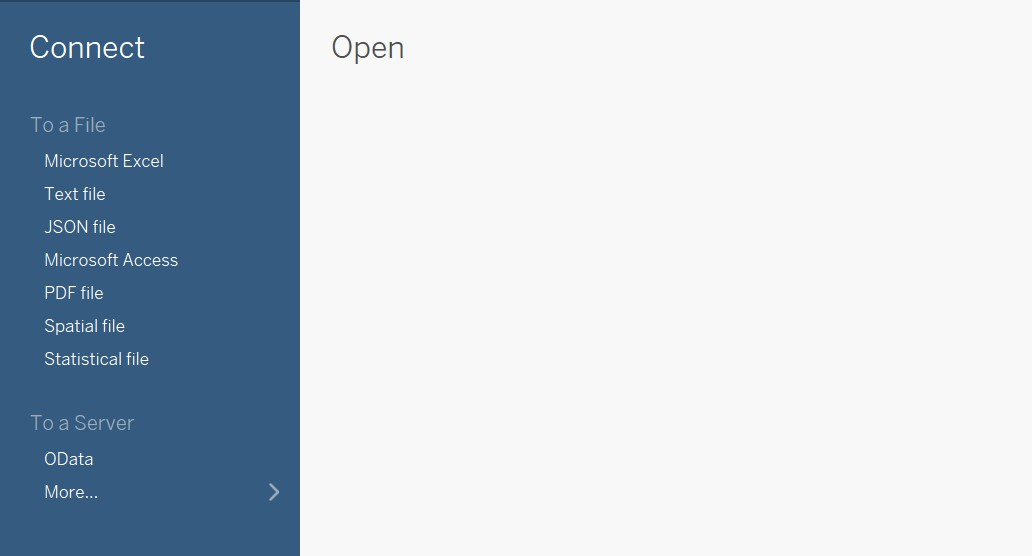 Connect
To a File
Microsoft Excel
Text file
JSON file
Microsoft Access
PDF file
Spatial file
Statistical file
To a Server
OData
More...
Open